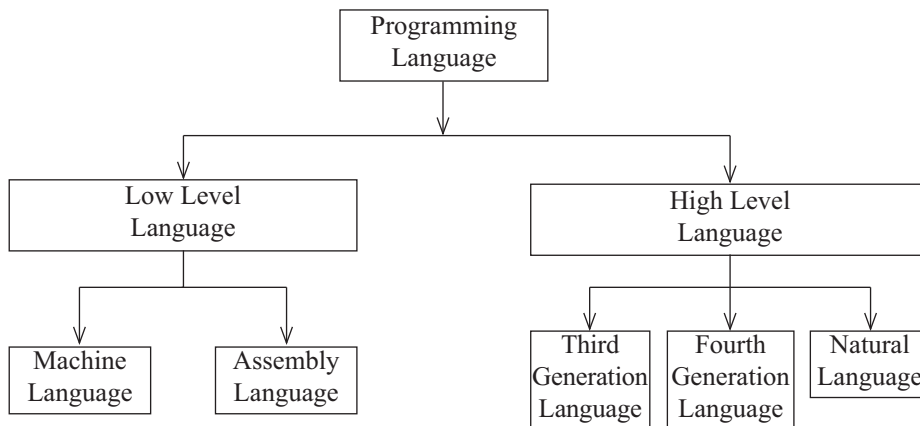 Programming
Language
Low Level
Language
High Level
Language
Machine
Language
Assembly
Language
Third
Generation
Language
Fourth
Generation
Language
Natural
Language